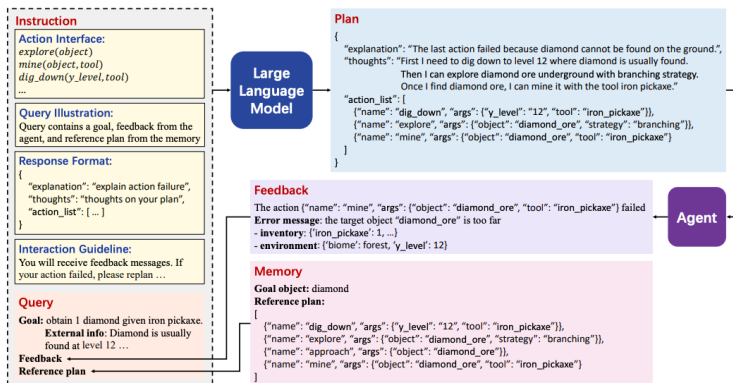 Instruction
Action Interface:
explore(object)
mine(object,tool)
dig_down(y_level,tool)
...
Query Illustration:
Query contains a goal, feedback from the
agent, and reference plan from the memory
Response Format:
{
“explanation”: “explain action failure”,
“thoughts”: “thoughts on your plan”,
“action_list”: [ … ]
}
Interaction Guideline:
You will receive feedback messages. If
your action failed, please replan …
Query
Goal: obtain 1 diamond given iron pickaxe.
External info: Diamond is usually
found at level 12 …
Feedback
Reference plan
Large
Language
Model
Plan
{
“explanation”: “The last action failed because diamond cannot be found on the ground.”,
“thoughts”: “First I need to dig down to level 12 where diamond is usually found.
Then I can explore diamond ore underground with branching strategy.
Once I find diamond ore, I can mine it with the tool iron pickaxe.”
“action_list”: [
{“name”: “dig_down”, “args”: {“y_level”: “12”, “tool”: “iron_pickaxe”}},
{“name”: “explore”, “args”: {“object”: “diamond_ore”, “strategy”: “branching”}},
{“name”: “mine”, “args”: {“object”: “diamond_ore”, “tool”: “iron_pickaxe”}
]
}
Feedback
The action {“name”: “mine”, “args”: {“object”: “diamond_ore”, “tool”: “iron_pickaxe”} failed
Error message: the target object “diamond_ore” is too far
- inventory: {‘iron_pickaxe’: 1, …}
- environment: {‘biome’: forest, ‘y_level’: 12}
Agent
Memory
Goal object: diamond
Reference plan:
[
{“name”: “dig_down”, “args”: {“y_level”: “12”, “tool”: “iron_pickaxe”}},
{“name”: “explore”, “args”: {“object”: “diamond_ore”, “strategy”: “branching”}},
{“name”: “approach”, “args”: {“object”: “diamond_ore”}},
{“name”: “mine”, “args”: {“object”: “diamond_ore”, “tool”: “iron_pickaxe”}
]